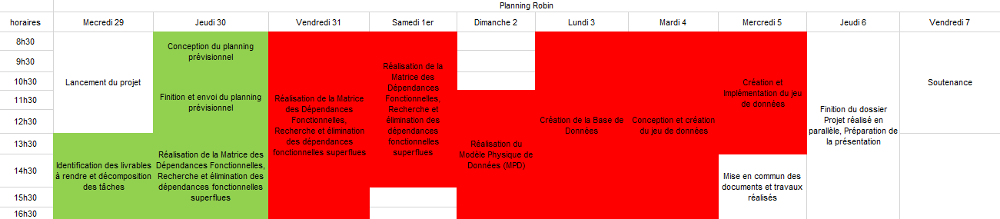 Planning Robin
horaires
Mecredi 29
Jeudi 30
Vendredi 31
Samedi 1er
Dimanche 2
Lundi 3
Mardi 4
Mercredi 5
Jeudi 6
Vendredi 7
8h30
9h30
10h30
11h30
12h30
13h30
14h30
15h30
16h30
Lancement du projet
Identification des livrables
à rendre et décomposition
des tâches
Conception du planning
prévisionnel
Finition et envoi du planning
prévisionnel
Réalisation de la Matrice des
Dépendances Fonctionnelles,
Recherche et élimination des
dépendances fonctionnelles
superflues
Réalisation de la Matrice
des Dépendances
Fonctionnelles,
Recherche et élimination
des dépendances
fonctionnelles superflues
Réalisation de la
Matrice des
Dépendances
Fonctionnelles,
Recherche et
élimination des
dépendances
fonctionnelles
superflues
Réalisation du
Modèle Physique de
Données (MPD)
Création de la Base de
Données
Conception et création
du jeu de données
Création et
Implémentation du jeu
de données
Mise en commun des
documents et travaux
réalisés
Finition du dossier
Projet réalisé en
parallèle, Préparation de
la présentation
Soutenance